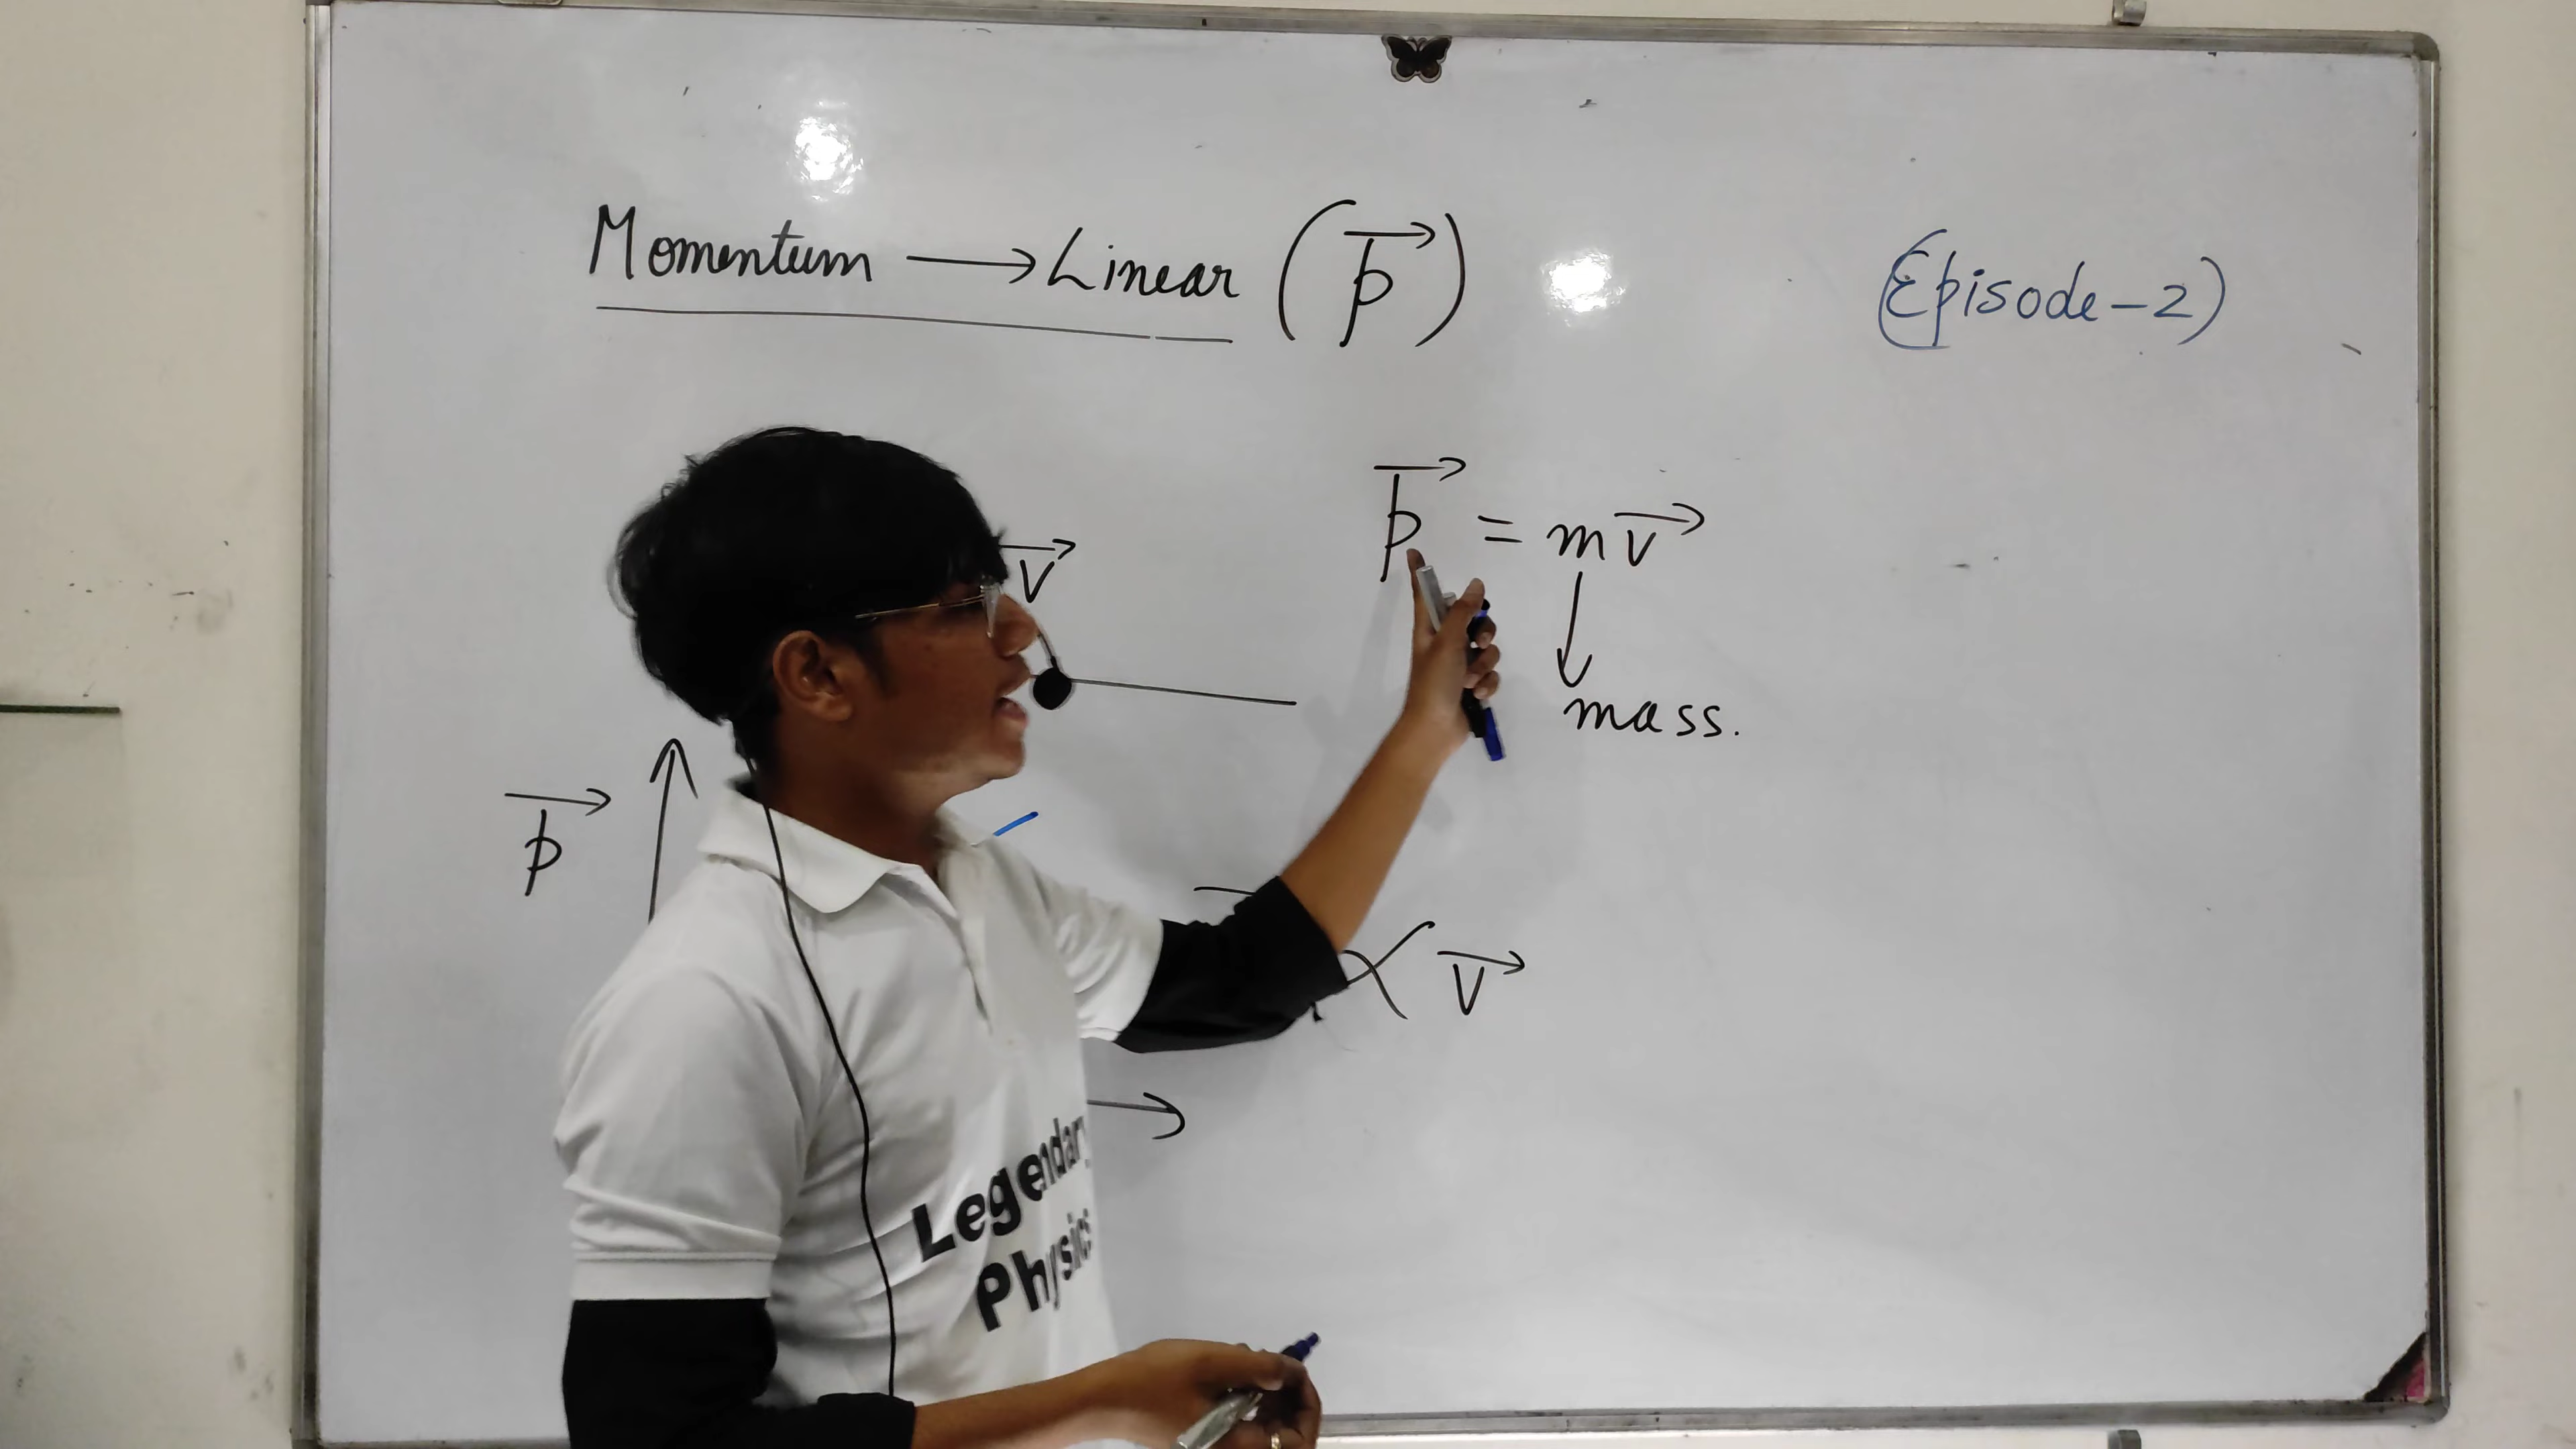 Momentum → Linear (p⃗)
(Episode-2)
p⃗ = mv⃗
↓
mass.
v⃗
p⃗
∝ v⃗
Legendary
Physics